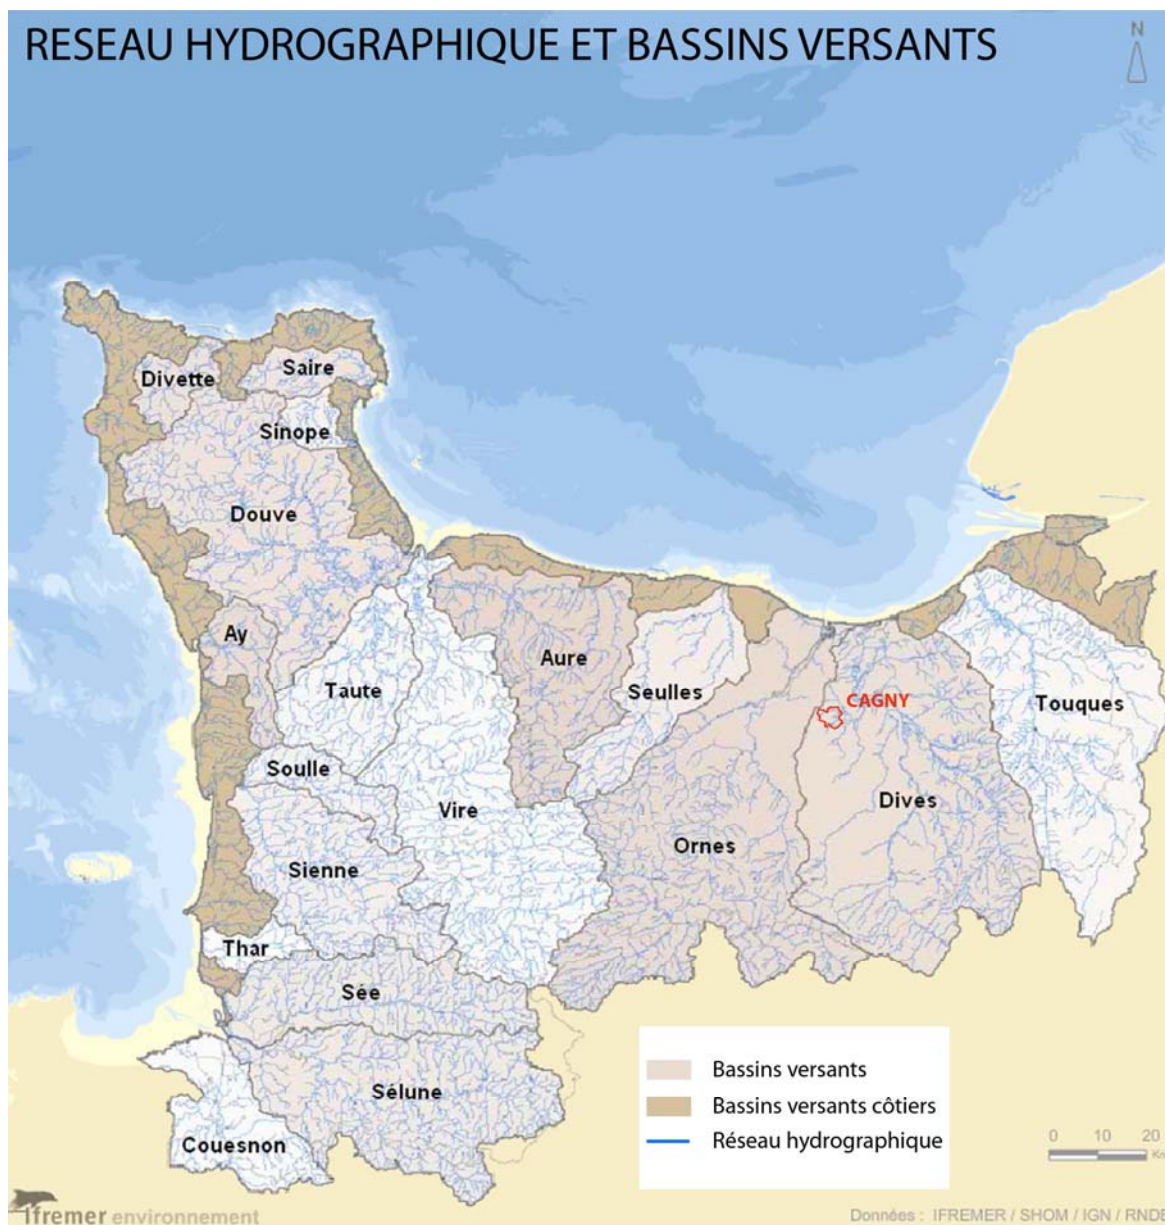 RESEAU HYDROGRAPHIQUE ET BASSINS VERSANTS
N
Saire
Divette
Sinope
Douve
Ay
Aure
Taute
Seulles
CAGNY
Touques
Soulle
Vire
Dives
Ornes
Sienne
Thar
Sée
Bassins versants
Sélune
Bassins versants côtiers
Réseau hydrographique
Couesnon
0 10 20
Km
Ifremer environnement
Données : IFREMER / SHOM / IGN / RNDE